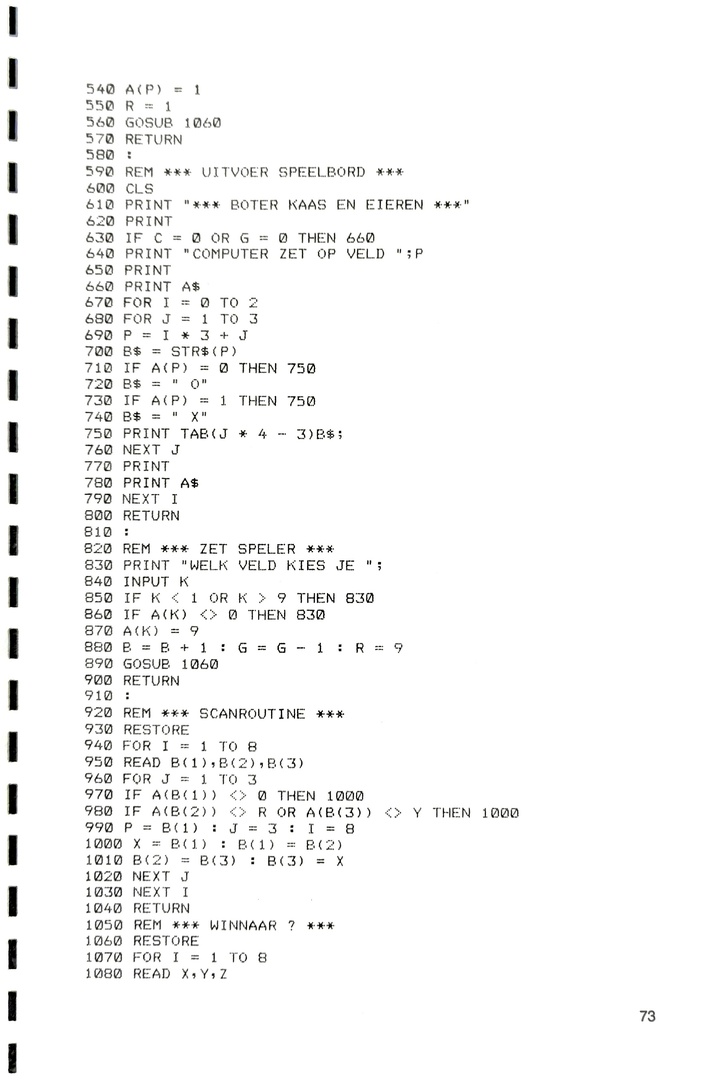 540 A(P) = 1
550 R = 1
560 GOSUB 1060
570 RETURN
580 :
590 REM *** UITVOER SPEELBORD ***
600 CLS
610 PRINT "*** BOTER KAAS EN EIEREN ***"
620 PRINT
630 IF C = 0 OR G = 0 THEN 660
640 PRINT "COMPUTER ZET OP VELD ";P
650 PRINT
660 PRINT A$
670 FOR I = 0 TO 2
680 FOR J = 1 TO 3
690 P = I * 3 + J
700 B$ = STR$(P)
710 IF A(P) = 0 THEN 750
720 B$ = " O"
730 IF A(P) = 1 THEN 750
740 B$ = " X"
750 PRINT TAB(J * 4 - 3)B$;
760 NEXT J
770 PRINT
780 PRINT A$
790 NEXT I
800 RETURN
810 :
820 REM *** ZET SPELER ***
830 PRINT "WELK VELD KIES JE ";
840 INPUT K
850 IF K < 1 OR K > 9 THEN 830
860 IF A(K) <> 0 THEN 830
870 A(K) = 9
880 B = B + 1 : G = G - 1 : R = 9
890 GOSUB 1060
900 RETURN
910 :
920 REM *** SCANROUTINE ***
930 RESTORE
940 FOR I = 1 TO 8
950 READ B(1),B(2),B(3)
960 FOR J = 1 TO 3
970 IF A(B(1)) <> 0 THEN 1000
980 IF A(B(2)) <> R OR A(B(3)) <> Y THEN 1000
990 P = B(1) : J = 3 : I = 8
1000 X = B(1) : B(1) = B(2)
1010 B(2) = B(3) : B(3) = X
1020 NEXT J
1030 NEXT I
1040 RETURN
1050 REM *** WINNAAR ? ***
1060 RESTORE
1070 FOR I = 1 TO 8
1080 READ X,Y,Z
73